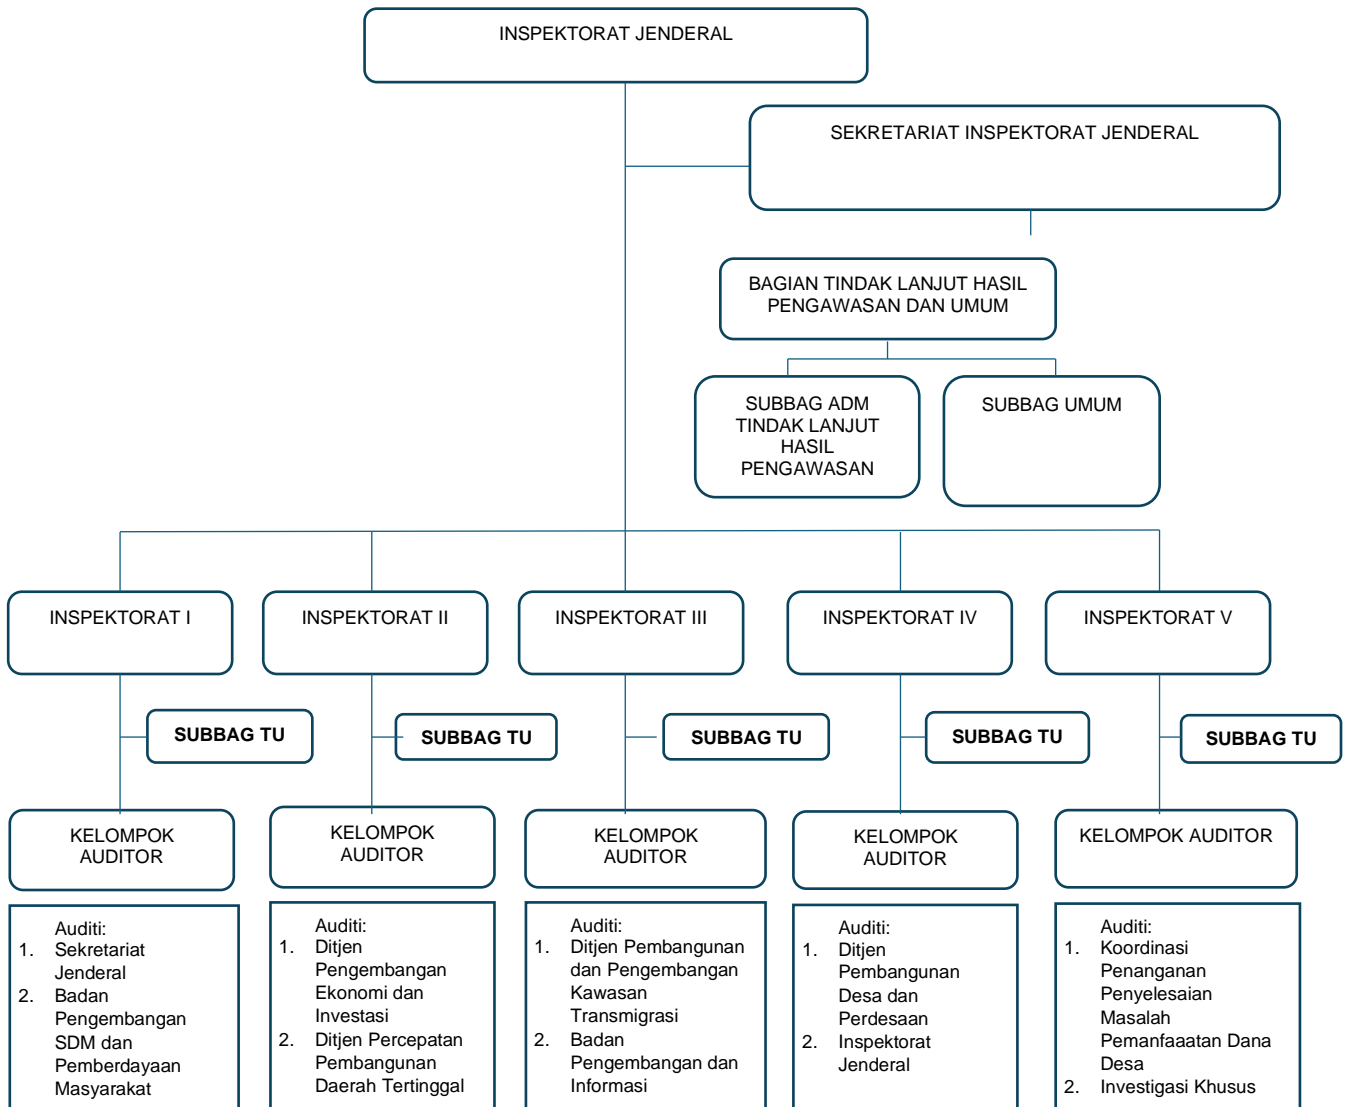 INSPEKTORAT JENDERAL
SEKRETARIAT INSPEKTORAT JENDERAL
BAGIAN TINDAK LANJUT HASIL
PENGAWASAN DAN UMUM
SUBBAG ADM
TINDAK LANJUT
HASIL
PENGAWASAN
SUBBAG UMUM
INSPEKTORAT I
INSPEKTORAT II
INSPEKTORAT III
INSPEKTORAT IV
INSPEKTORAT V
SUBBAG TU
SUBBAG TU
SUBBAG TU
SUBBAG TU
SUBBAG TU
KELOMPOK
AUDITOR
KELOMPOK
AUDITOR
KELOMPOK
AUDITOR
KELOMPOK
AUDITOR
KELOMPOK AUDITOR
Auditi:
1. Sekretariat
Jenderal
2. Badan
Pengembangan
SDM dan
Pemberdayaan
Masyarakat
Auditi:
1. Ditjen
Pengembangan
Ekonomi dan
Investasi
2. Ditjen Percepatan
Pembangunan
Daerah Tertinggal
Auditi:
1. Ditjen Pembangunan
dan Pengembangan
Kawasan
Transmigrasi
2. Badan
Pengembangan dan
Informasi
Auditi:
1. Ditjen
Pembangunan
Desa dan
Perdesaan
2. Inspektorat
Jenderal
Auditi:
1. Koordinasi
Penanganan
Penyelesaian
Masalah
Pemanfaaatan Dana
Desa
2. Investigasi Khusus